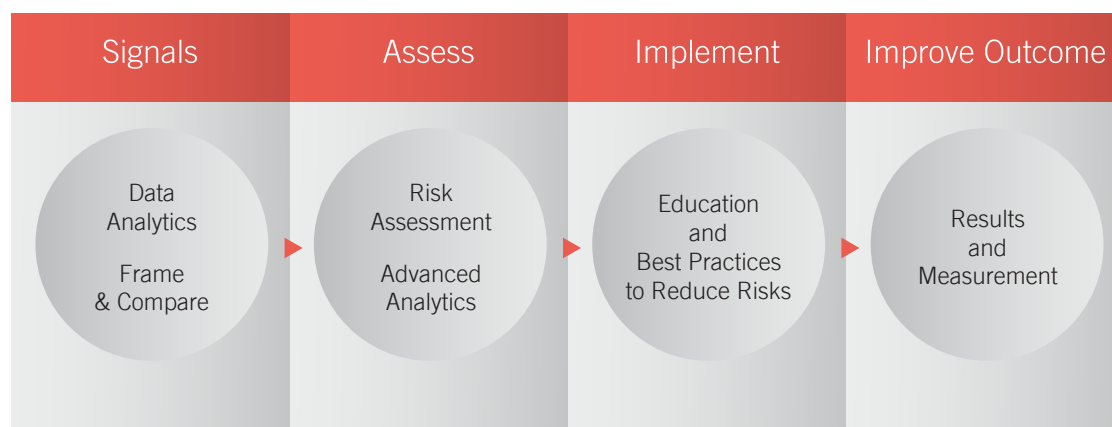 Signals
Assess
Implement
Improve Outcome
Data
Analytics
Frame
& Compare
Risk
Assessment
Advanced
Analytics
Education
and
Best Practices
to Reduce Risks
Results
and
Measurement